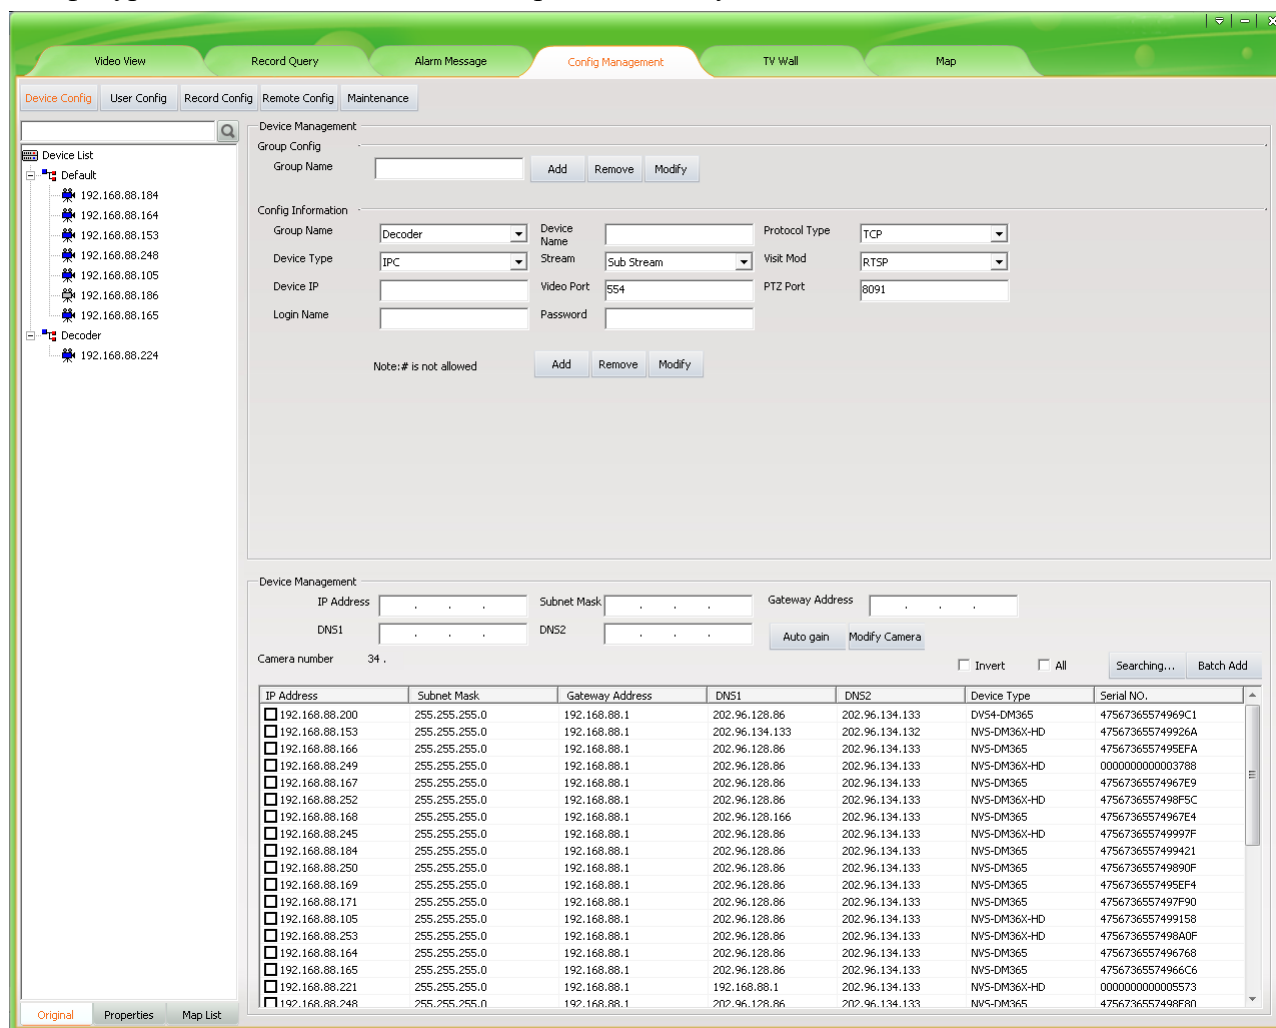 Video View Record Query Alarm Message Config Management TV Wall Map
Device Config User Config Record Config Remote Config Maintenance
Device List
Default
192.168.88.184
192.168.88.164
192.168.88.153
192.168.88.248
192.168.88.105
192.168.88.186
192.168.88.165
Decoder
192.168.88.224
Original Properties Map List
Device Management
Group Config
Group Name Add Remove Modify
Config Information
Group Name Decoder Device Name Protocol Type TCP
Device Type IPC Stream Sub Stream Visit Mod RTSP
Device IP Video Port 554 PTZ Port 8091
Login Name Password
Note:# is not allowed Add Remove Modify
Device Management
IP Address . . . Subnet Mask . . . Gateway Address . . .
DNS1 . . . DNS2 . . . Auto gain Modify Camera
Camera number 34 . Invert All Searching... Batch Add
IP Address Subnet Mask Gateway Address DNS1 DNS2 Device Type Serial NO.
192.168.88.200 255.255.255.0 192.168.88.1 202.96.128.86 202.96.134.133 DVS4-DM365 47567365574969C1
192.168.88.153 255.255.255.0 192.168.88.1 202.96.134.133 202.96.134.132 NVS-DM36X-HD 475673655749926A
192.168.88.166 255.255.255.0 192.168.88.1 202.96.128.86 202.96.134.133 NVS-DM365 4756736557495EFA
192.168.88.249 255.255.255.0 192.168.88.1 202.96.128.86 202.96.134.133 NVS-DM36X-HD 0000000000003788
192.168.88.167 255.255.255.0 192.168.88.1 202.96.128.86 202.96.134.133 NVS-DM365 47567365574967E9
192.168.88.252 255.255.255.0 192.168.88.1 202.96.128.86 202.96.134.133 NVS-DM36X-HD 4756736557498F5C
192.168.88.168 255.255.255.0 192.168.88.1 202.96.128.166 202.96.134.133 NVS-DM365 47567365574967E4
192.168.88.245 255.255.255.0 192.168.88.1 202.96.128.86 202.96.134.133 NVS-DM36X-HD 475673655749997F
192.168.88.184 255.255.255.0 192.168.88.1 202.96.128.86 202.96.134.133 NVS-DM365 4756736557499421
192.168.88.250 255.255.255.0 192.168.88.1 202.96.128.86 202.96.134.133 NVS-DM365 475673655749890F
192.168.88.169 255.255.255.0 192.168.88.1 202.96.128.86 202.96.134.133 NVS-DM365 4756736557495EF4
192.168.88.171 255.255.255.0 192.168.88.1 202.96.128.86 202.96.134.133 NVS-DM365 4756736557497F90
192.168.88.105 255.255.255.0 192.168.88.1 202.96.128.86 202.96.134.133 NVS-DM36X-HD 4756736557499158
192.168.88.253 255.255.255.0 192.168.88.1 202.96.128.86 202.96.134.133 NVS-DM36X-HD 4756736557498A0F
192.168.88.164 255.255.255.0 192.168.88.1 202.96.128.86 202.96.134.133 NVS-DM365 4756736557496768
192.168.88.165 255.255.255.0 192.168.88.1 202.96.128.86 202.96.134.133 NVS-DM365 47567365574966C6
192.168.88.221 255.255.255.0 192.168.88.1 192.168.88.1 202.96.134.133 NVS-DM36X-HD 0000000000005573
192.168.88.248 255.255.255.0 192.168.88.1 202.96.128.86 202.96.134.133 NVS-DM365 4756736557498F80